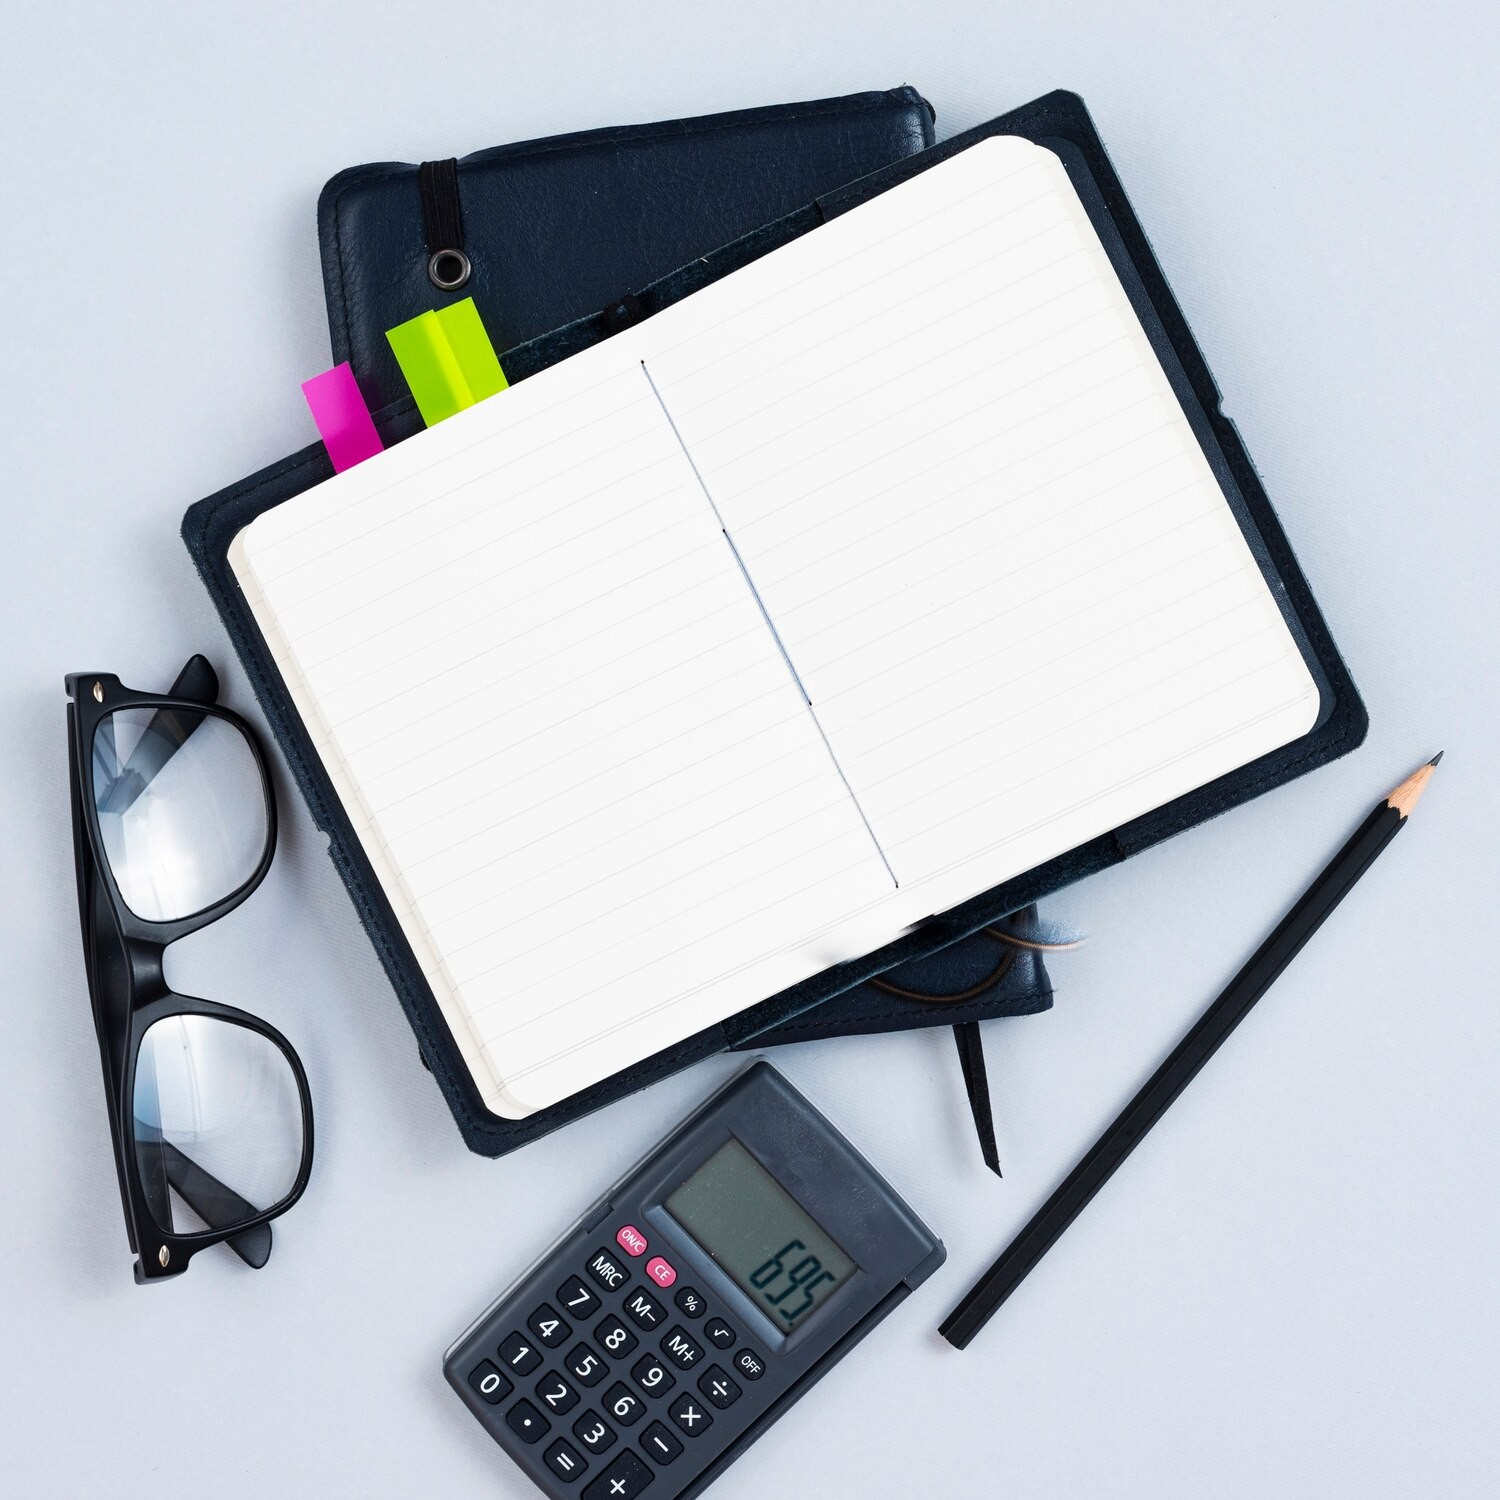 695.
ON/C CE % √ OFF
MRC M− M+ ÷
7 8 9 ×
4 5 6 −
1 2 3 +
0 · =